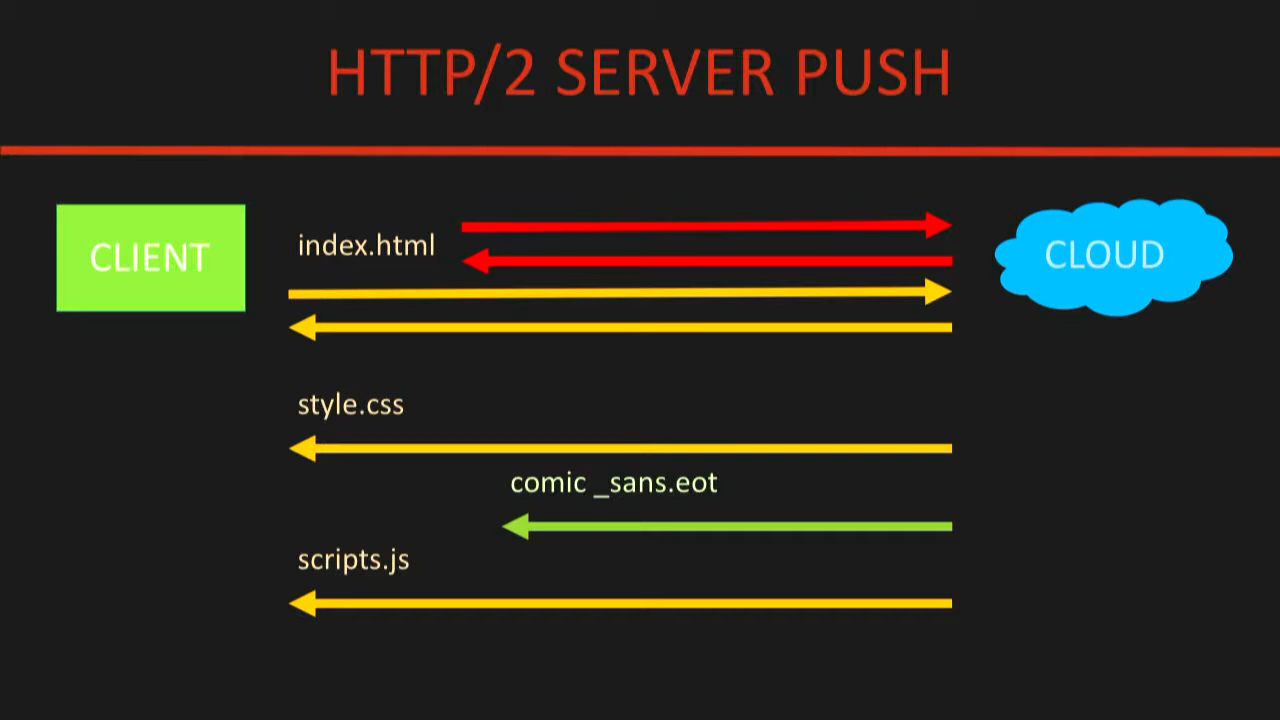 HTTP/2 SERVER PUSH
CLIENT
index.html
CLOUD
style.css
comic _sans.eot
scripts.js